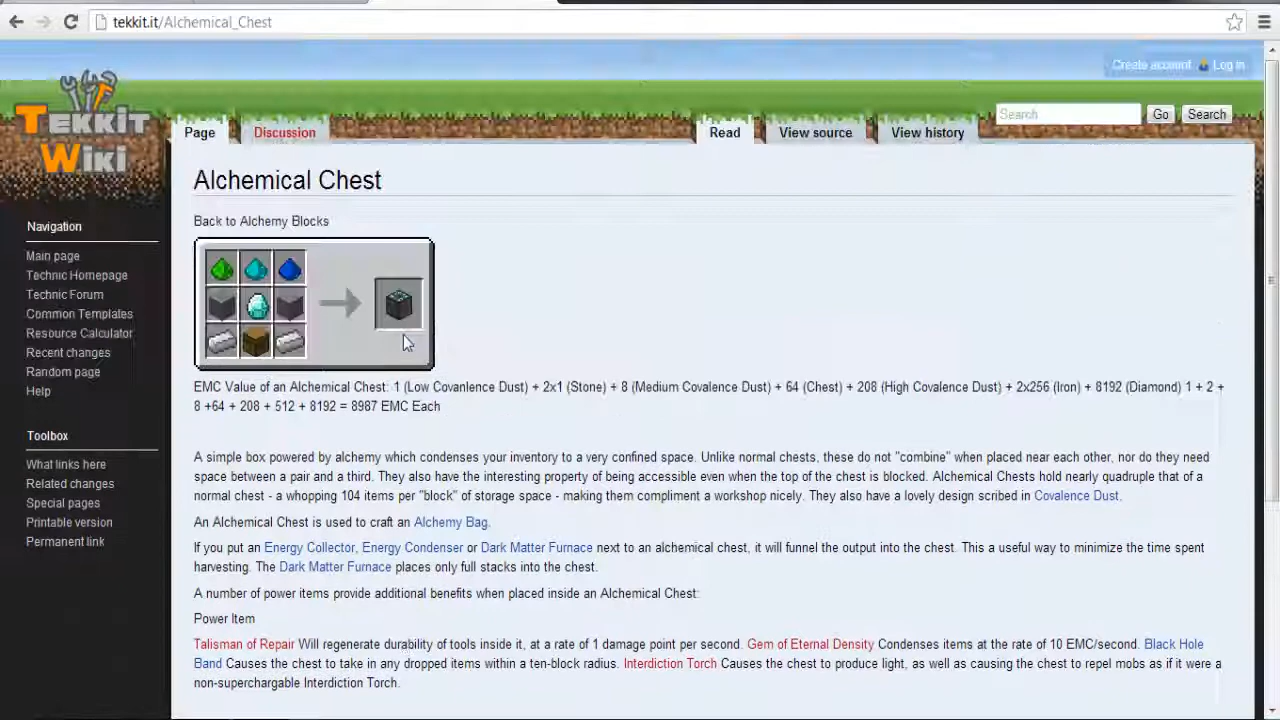 tekkit.it/Alchemical_Chest
Create account Log in
TEKKIT
Wiki
Page Discussion Read View source View history Search Go Search
Alchemical Chest
Back to Alchemy Blocks
Navigation
Main page
Technic Homepage
Technic Forum
Common Templates
Resource Calculator
Recent changes
Random page
Help
Toolbox
What links here
Related changes
Special pages
Printable version
Permanent link
EMC Value of an Alchemical Chest: 1 (Low Covanlence Dust) + 2x1 (Stone) + 8 (Medium Covalence Dust) + 64 (Chest) + 208 (High Covalence Dust) + 2x256 (Iron) + 8192 (Diamond) 1 + 2 +
8 +64 + 208 + 512 + 8192 = 8987 EMC Each
A simple box powered by alchemy which condenses your inventory to a very confined space. Unlike normal chests, these do not "combine" when placed near each other, nor do they need
space between a pair and a third. They also have the interesting property of being accessible even when the top of the chest is blocked. Alchemical Chests hold nearly quadruple that of a
normal chest - a whopping 104 items per "block" of storage space - making them compliment a workshop nicely. They also have a lovely design scribed in Covalence Dust.
An Alchemical Chest is used to craft an Alchemy Bag.
If you put an Energy Collector, Energy Condenser or Dark Matter Furnace next to an alchemical chest, it will funnel the output into the chest. This a useful way to minimize the time spent
harvesting. The Dark Matter Furnace places only full stacks into the chest.
A number of power items provide additional benefits when placed inside an Alchemical Chest:
Power Item
Talisman of Repair Will regenerate durability of tools inside it, at a rate of 1 damage point per second. Gem of Eternal Density Condenses items at the rate of 10 EMC/second. Black Hole
Band Causes the chest to take in any dropped items within a ten-block radius. Interdiction Torch Causes the chest to produce light, as well as causing the chest to repel mobs as if it were a
non-superchargable Interdiction Torch.